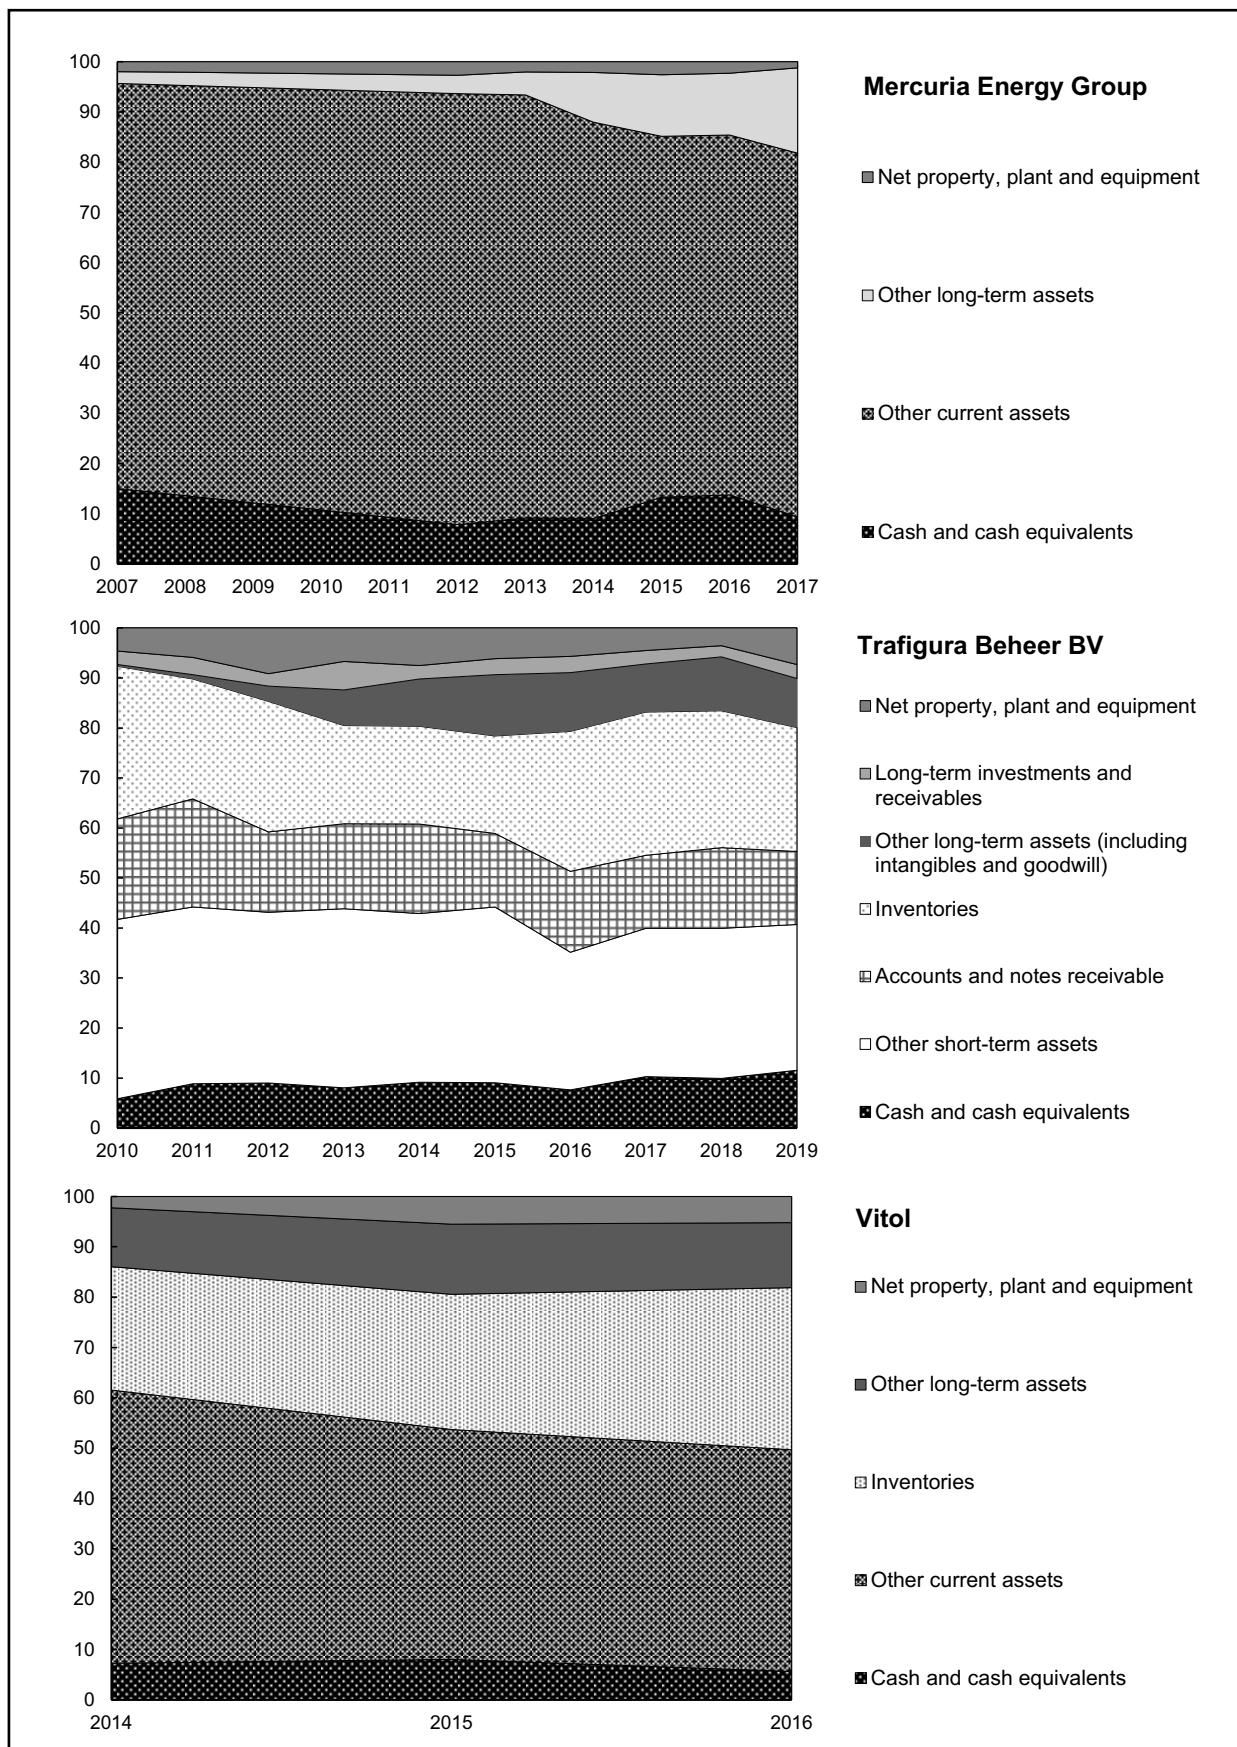 Mercuria Energy Group
100
90
80
70
60
50
40
30
20
10
0
2007 2008 2009 2010 2011 2012 2013 2014 2015 2016 2017
Net property, plant and equipment
Other long-term assets
Other current assets
Cash and cash equivalents
Trafigura Beheer BV
100
90
80
70
60
50
40
30
20
10
0
2010 2011 2012 2013 2014 2015 2016 2017 2018 2019
Net property, plant and equipment
Long-term investments and
receivables
Other long-term assets (including
intangibles and goodwill)
Inventories
Accounts and notes receivable
Other short-term assets
Cash and cash equivalents
Vitol
100
90
80
70
60
50
40
30
20
10
0
2014 2015 2016
Net property, plant and equipment
Other long-term assets
Inventories
Other current assets
Cash and cash equivalents